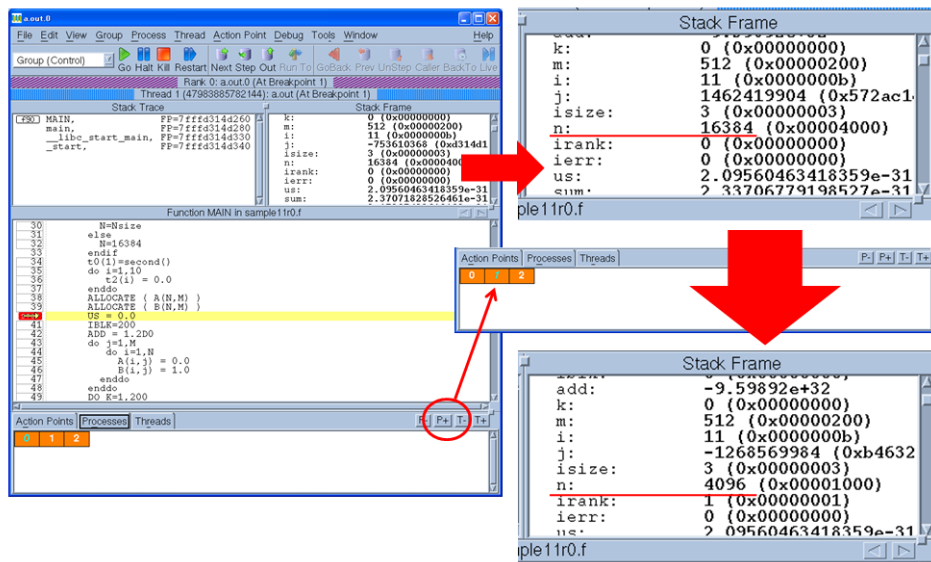 a.out.0
File Edit View Group Process Thread Action Point Debug Tools Window Help
Group (Control) Go Halt Kill Restart Next Step Out Run To GoBack Prev UnStep Caller BackTo Live
Rank 0: a.out.0 (At Breakpoint 1)
Thread 1 (47983885782144): a.out (At Breakpoint 1)
Stack Trace
f90 MAIN, FP=7fffd314d260
main, FP=7fffd314d280
__libc_start_main, FP=7fffd314d330
_start, FP=7fffd314d340
Stack Frame
k: 0 (0x00000000)
m: 512 (0x00000200)
i: 11 (0x0000000b)
j: -753610368 (0xd314d1
isize: 3 (0x00000003)
n: 16384 (0x0000400
irank: 0 (0x00000000)
ierr: 0 (0x00000000)
us: 2.09560463418359e-31
sum: 2.37071828526461e-31
Function MAIN in sample11r0.f
30 N=Nsize
31 else
32 N=16384
33 endif
34 t0(1)=second()
35 do i=1,10
36 t2(i) = 0.0
37 enddo
38 ALLOCATE ( A(N,M) )
39 ALLOCATE ( B(N,M) )
US = 0.0
41 IBLK=200
42 ADD = 1.2D0
43 do j=1,M
44 do i=1,N
45 A(i,j) = 0.0
46 B(i,j) = 1.0
47 enddo
48 enddo
49 DO K=1,200
Action Points Processes Threads P- P+ T- T+
0 1 2
Stack Frame
k: 0 (0x00000000)
m: 512 (0x00000200)
i: 11 (0x0000000b)
j: 1462419904 (0x572ac1
isize: 3 (0x00000003)
n: 16384 (0x00004000)
irank: 0 (0x00000000)
ierr: 0 (0x00000000)
us: 2.09560463418359e-31
sum: 2.33706779198527e-31
ple11r0.f
Action Points Processes Threads P- P+ T- T+
0 1 2
Stack Frame
add: -9.59892e+32
k: 0 (0x00000000)
m: 512 (0x00000200)
i: 11 (0x0000000b)
j: -1268569984 (0xb4632
isize: 3 (0x00000003)
n: 4096 (0x00001000)
irank: 1 (0x00000001)
ierr: 0 (0x00000000)
us: 2.09560463418359e-31
ple11r0.f